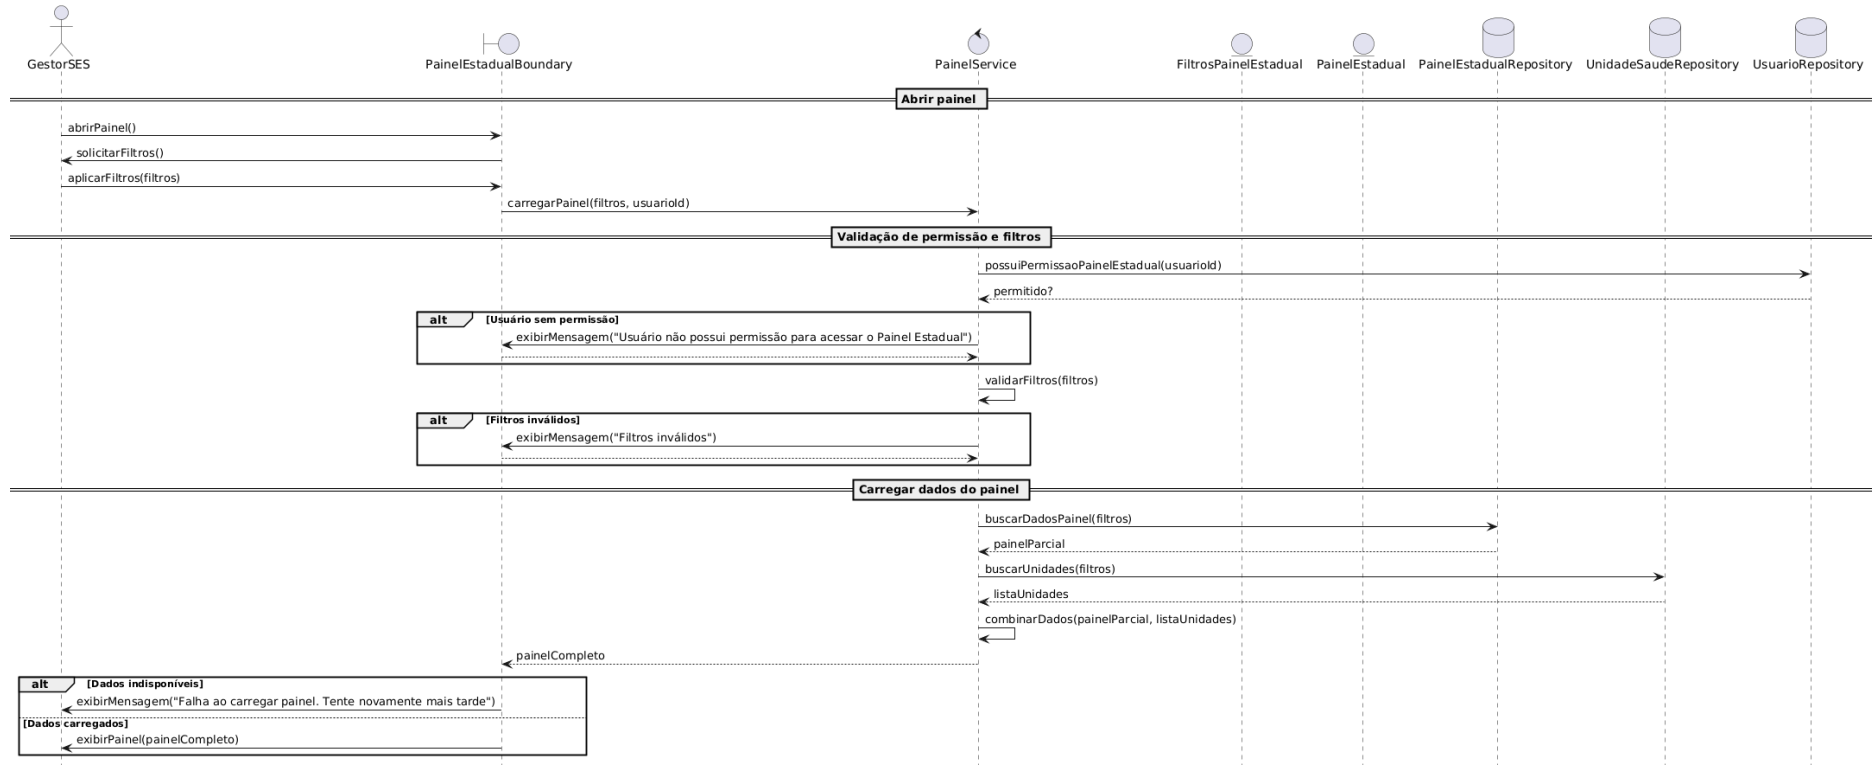 GestorSES
PainelEstadualBoundary
PainelService
FiltrosPainelEstadual
PainelEstadual
PainelEstadualRepository
UnidadeSaudeRepository
UsuarioRepository
Abrir painel
abrirPainel()
solicitarFiltros()
aplicarFiltros(filtros)
carregarPainel(filtros, usuarioId)
Validação de permissão e filtros
possuiPermissaoPainelEstadual(usuarioId)
permitido?
alt [Usuário sem permissão]
exibirMensagem("Usuário não possui permissão para acessar o Painel Estadual")
validarFiltros(filtros)
alt [Filtros inválidos]
exibirMensagem("Filtros inválidos")
Carregar dados do painel
buscarDadosPainel(filtros)
painelParcial
buscarUnidades(filtros)
listaUnidades
combinarDados(painelParcial, listaUnidades)
painelCompleto
alt [Dados indisponíveis]
exibirMensagem("Falha ao carregar painel. Tente novamente mais tarde")
[Dados carregados]
exibirPainel(painelCompleto)